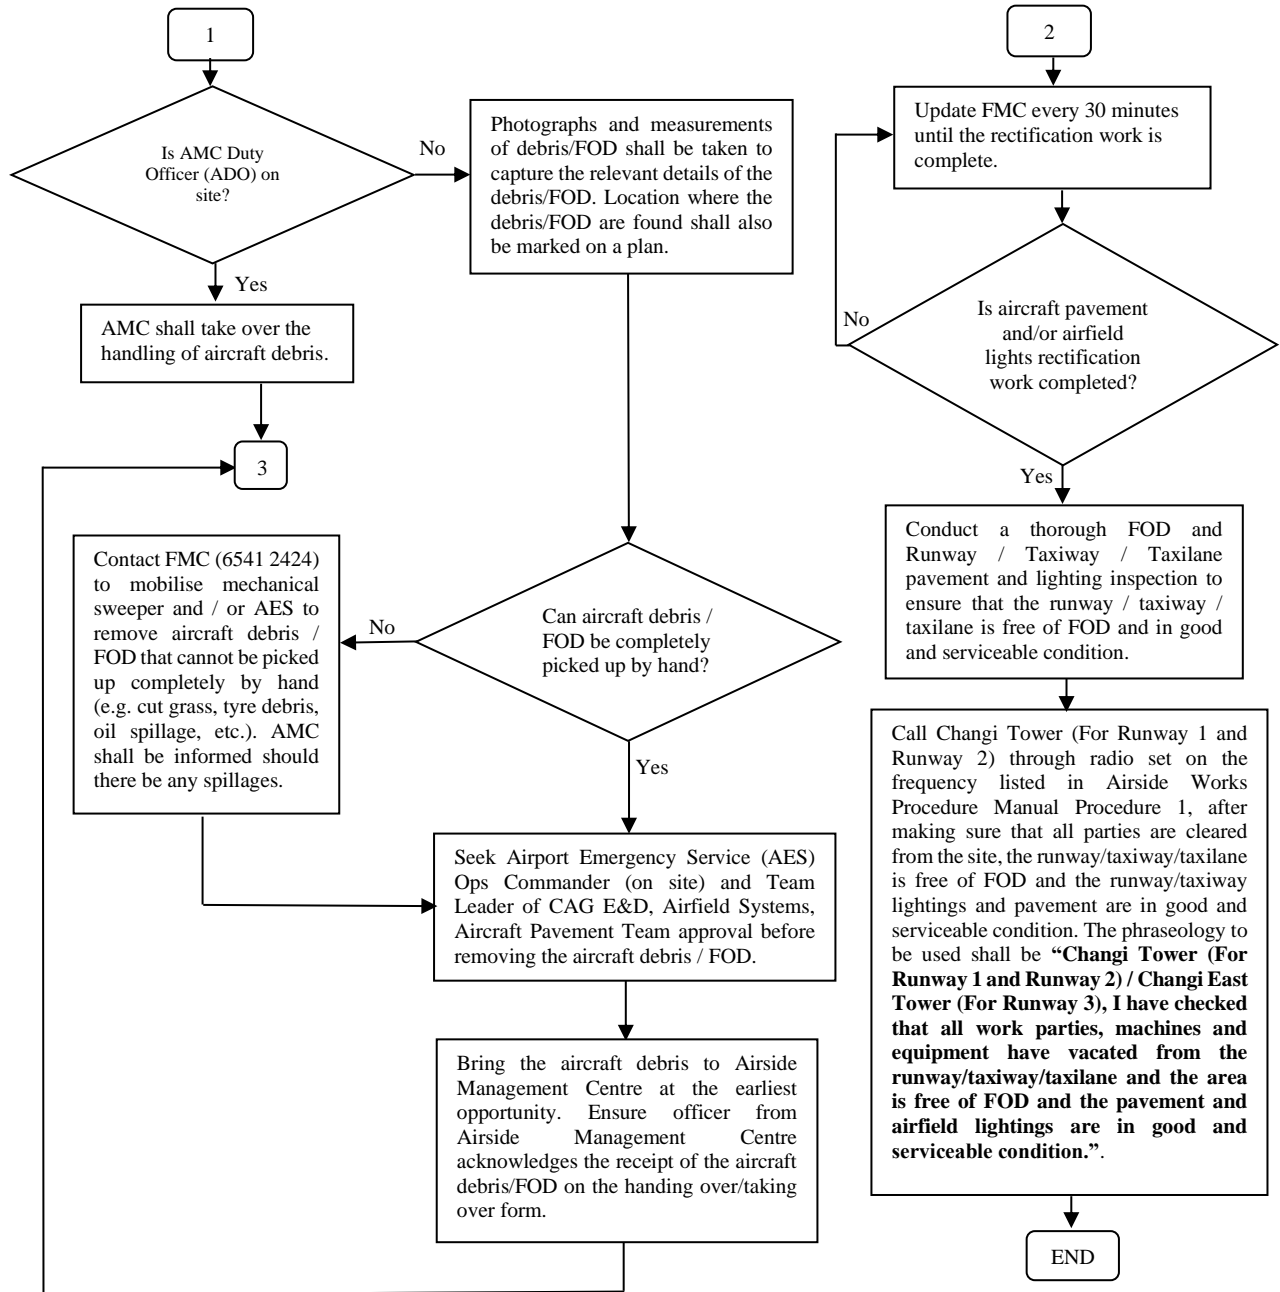 1
Is AMC Duty
Officer (ADO) on
site?
No
Yes
AMC shall take over the
handling of aircraft debris.
3
Photographs and measurements
of debris/FOD shall be taken to
capture the relevant details of the
debris/FOD. Location where the
debris/FOD are found shall also
be marked on a plan.
Can aircraft debris /
FOD be completely
picked up by hand?
No
Yes
Contact FMC (6541 2424)
to mobilise mechanical
sweeper and / or AES to
remove aircraft debris /
FOD that cannot be picked
up completely by hand
(e.g. cut grass, tyre debris,
oil spillage, etc.). AMC
shall be informed should
there be any spillages.
Seek Airport Emergency Service (AES)
Ops Commander (on site) and Team
Leader of CAG E&D, Airfield Systems,
Aircraft Pavement Team approval before
removing the aircraft debris / FOD.
Bring the aircraft debris to Airside
Management Centre at the earliest
opportunity. Ensure officer from
Airside Management Centre
acknowledges the receipt of the aircraft
debris/FOD on the handing over/taking
over form.
2
Update FMC every 30 minutes
until the rectification work is
complete.
No
Is aircraft pavement
and/or airfield
lights rectification
work completed?
Yes
Conduct a thorough FOD and
Runway / Taxiway / Taxilane
pavement and lighting inspection to
ensure that the runway / taxiway /
taxilane is free of FOD and in good
and serviceable condition.
Call Changi Tower (For Runway 1 and
Runway 2) through radio set on the
frequency listed in Airside Works
Procedure Manual Procedure 1, after
making sure that all parties are cleared
from the site, the runway/taxiway/taxilane
is free of FOD and the runway/taxiway
lightings and pavement are in good and
serviceable condition. The phraseology to
be used shall be “Changi Tower (For
Runway 1 and Runway 2) / Changi East
Tower (For Runway 3), I have checked
that all work parties, machines and
equipment have vacated from the
runway/taxiway/taxilane and the area
is free of FOD and the pavement and
airfield lightings are in good and
serviceable condition.”.
END